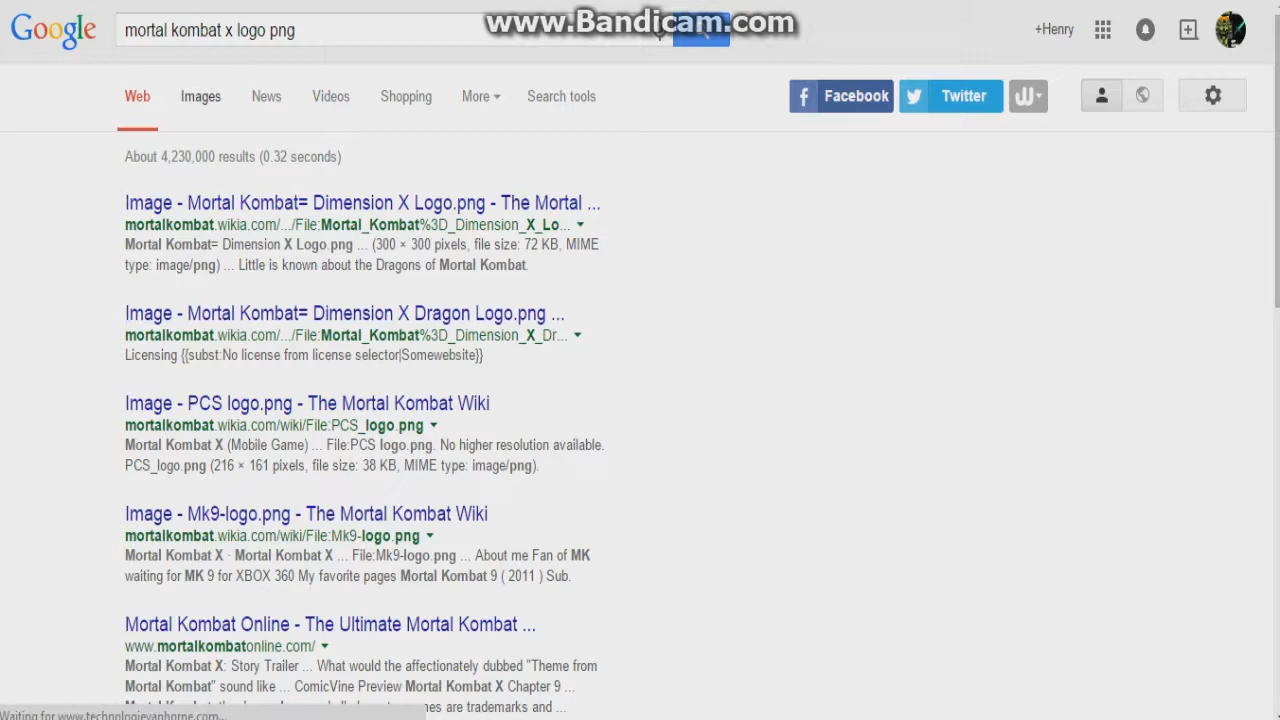 www.Bandicam.com
Google
mortal kombat x logo png
+Henry
Web Images News Videos Shopping More Search tools
Facebook Twitter
About 4,230,000 results (0.32 seconds)
Image - Mortal Kombat= Dimension X Logo.png - The Mortal ...
mortalkombat.wikia.com/.../File:Mortal_Kombat%3D_Dimension_X_Lo...
Mortal Kombat= Dimension X Logo.png ... (300 × 300 pixels, file size: 72 KB, MIME
type: image/png) ... Little is known about the Dragons of Mortal Kombat.
Image - Mortal Kombat= Dimension X Dragon Logo.png ...
mortalkombat.wikia.com/.../File:Mortal_Kombat%3D_Dimension_X_Dr...
Licensing {{subst:No license from license selector|Somewebsite}}
Image - PCS logo.png - The Mortal Kombat Wiki
mortalkombat.wikia.com/wiki/File:PCS_logo.png
Mortal Kombat X (Mobile Game) ... File:PCS logo.png. No higher resolution available.
PCS_logo.png (216 × 161 pixels, file size: 38 KB, MIME type: image/png).
Image - Mk9-logo.png - The Mortal Kombat Wiki
mortalkombat.wikia.com/wiki/File:Mk9-logo.png
Mortal Kombat X · Mortal Kombat X ... File:Mk9-logo.png ... About me Fan of MK
waiting for MK 9 for XBOX 360 My favorite pages Mortal Kombat 9 ( 2011 ) Sub.
Mortal Kombat Online - The Ultimate Mortal Kombat ...
www.mortalkombatonline.com/
Mortal Kombat X: Story Trailer ... What would the affectionately dubbed "Theme from
Mortal Kombat" sound like ... ComicVine Preview Mortal Kombat X Chapter 9 ...
are trademarks and ...
Waiting for www.technologievanhorne.com...